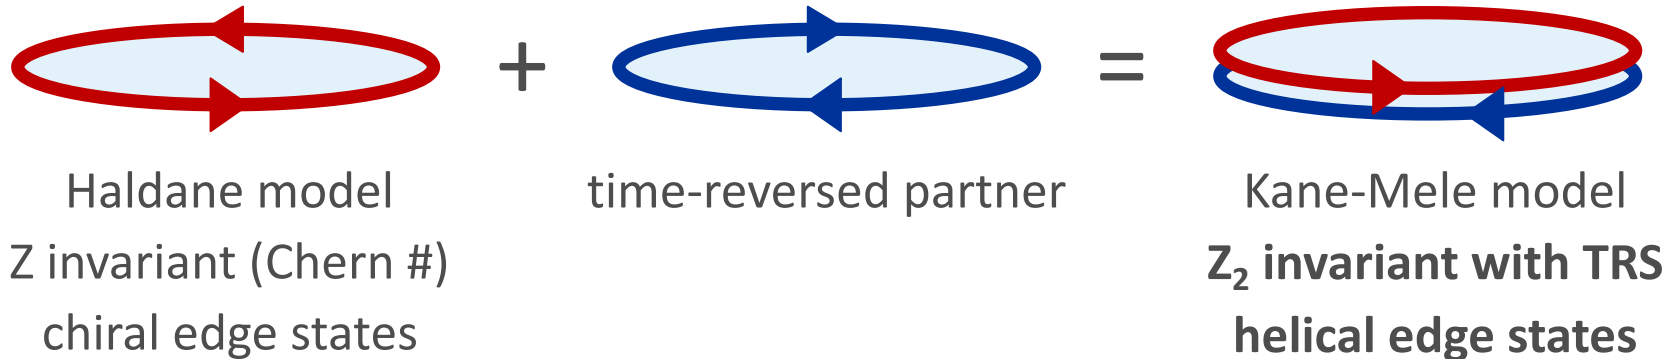 + =
Haldane model
Z invariant (Chern #)
chiral edge states
time-reversed partner
Kane-Mele model
Z₂ invariant with TRS
helical edge states